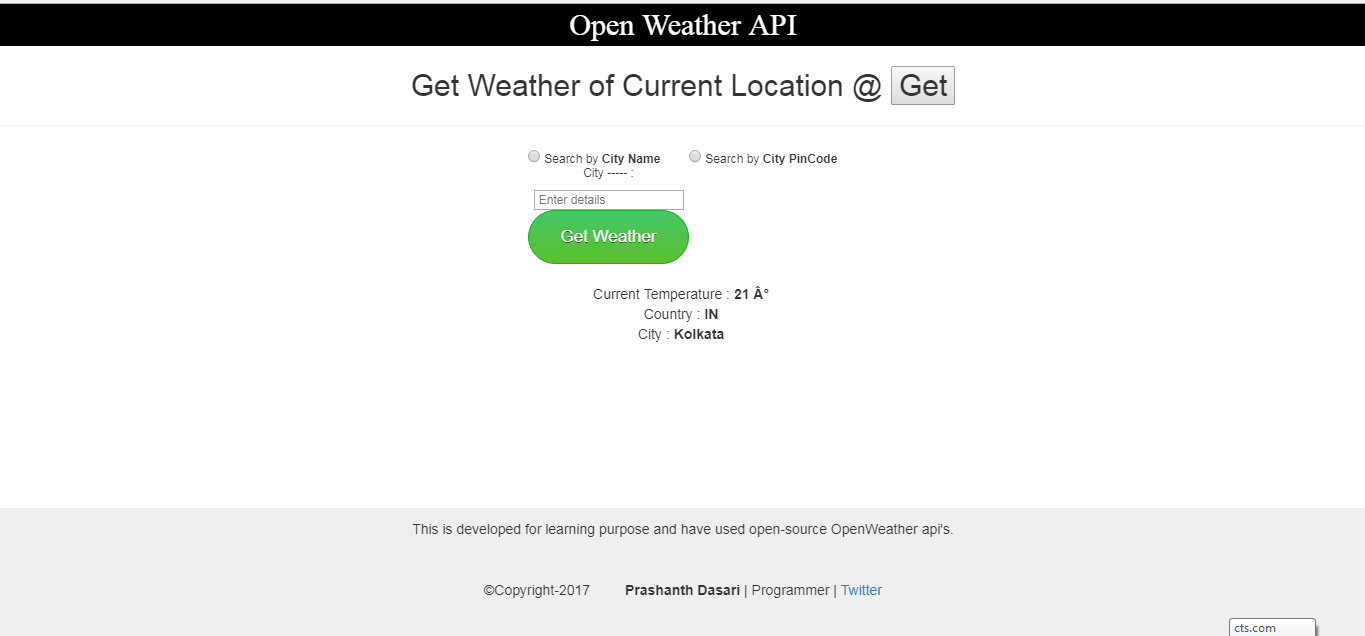 Open Weather API
Get Weather of Current Location @ Get
Search by City Name Search by City PinCode
City ----- :
Enter details
Get Weather
Current Temperature : 21 Â°
Country : IN
City : Kolkata
This is developed for learning purpose and have used open-source OpenWeather api's.
©Copyright-2017 Prashanth Dasari | Programmer | Twitter
cts.com